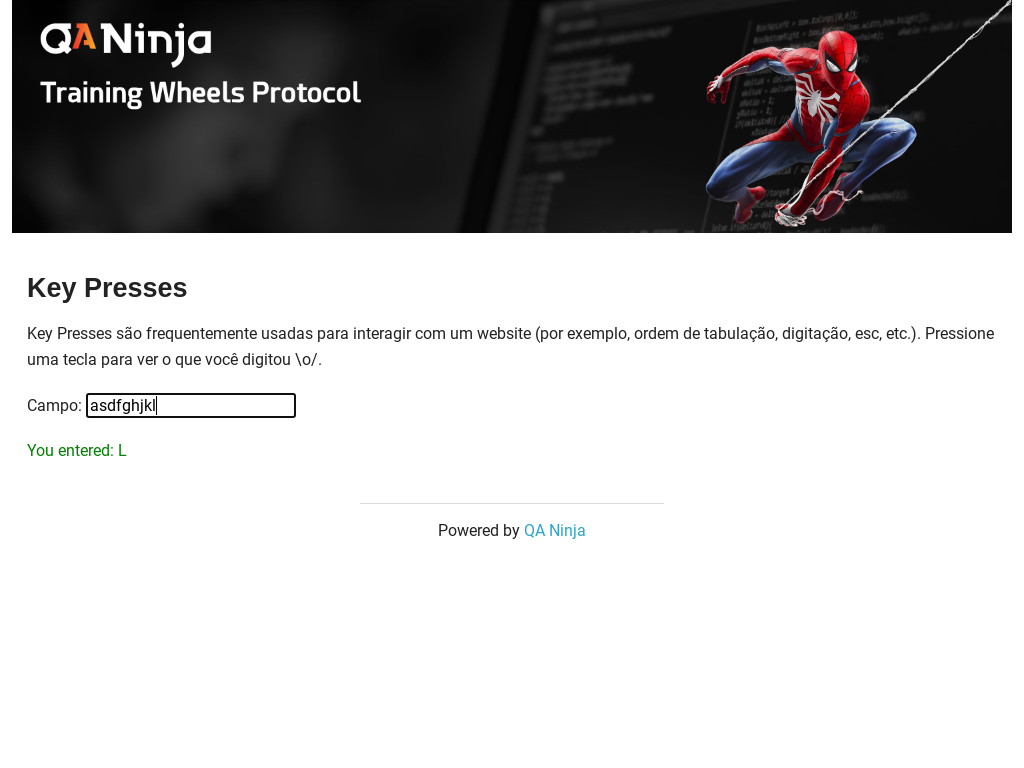 QANinja
Training Wheels Protocol
Key Presses
Key Presses são frequentemente usadas para interagir com um website (por exemplo, ordem de tabulação, digitação, esc, etc.). Pressione
uma tecla para ver o que você digitou \o/.
Campo: asdfghjkl
You entered: L
Powered by QA Ninja